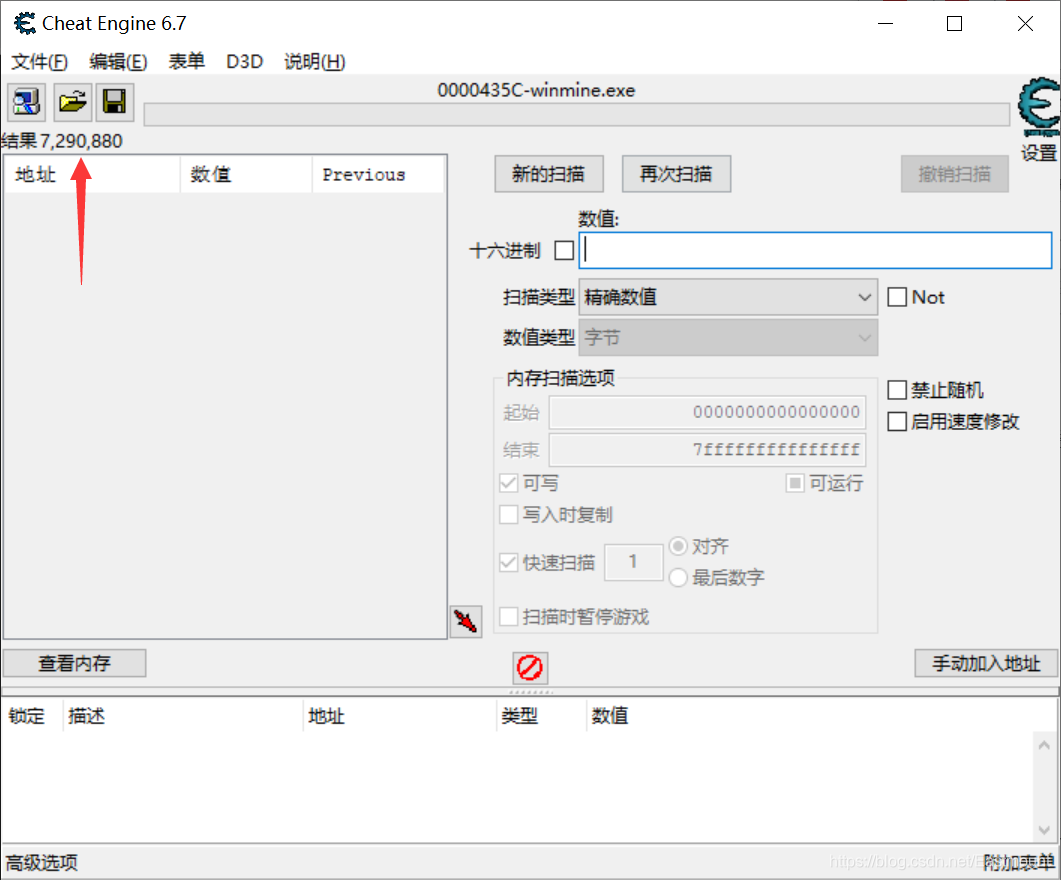 Cheat Engine 6.7
文件(F) 编辑(E) 表单 D3D 说明(H)
0000435C-winmine.exe
结果7,290,880
设置
地址 数值 Previous
新的扫描 再次扫描 撤销扫描
数值:
十六进制
扫描类型 精确数值 Not
数值类型 字节
内存扫描选项
起始 0000000000000000
禁止随机
启用速度修改
结束 7fffffffffffffff
可写 可运行
写入时复制
快速扫描 1 对齐
最后数字
扫描时暂停游戏
查看内存 手动加入地址
锁定 描述 地址 类型 数值
高级选项 附加表单